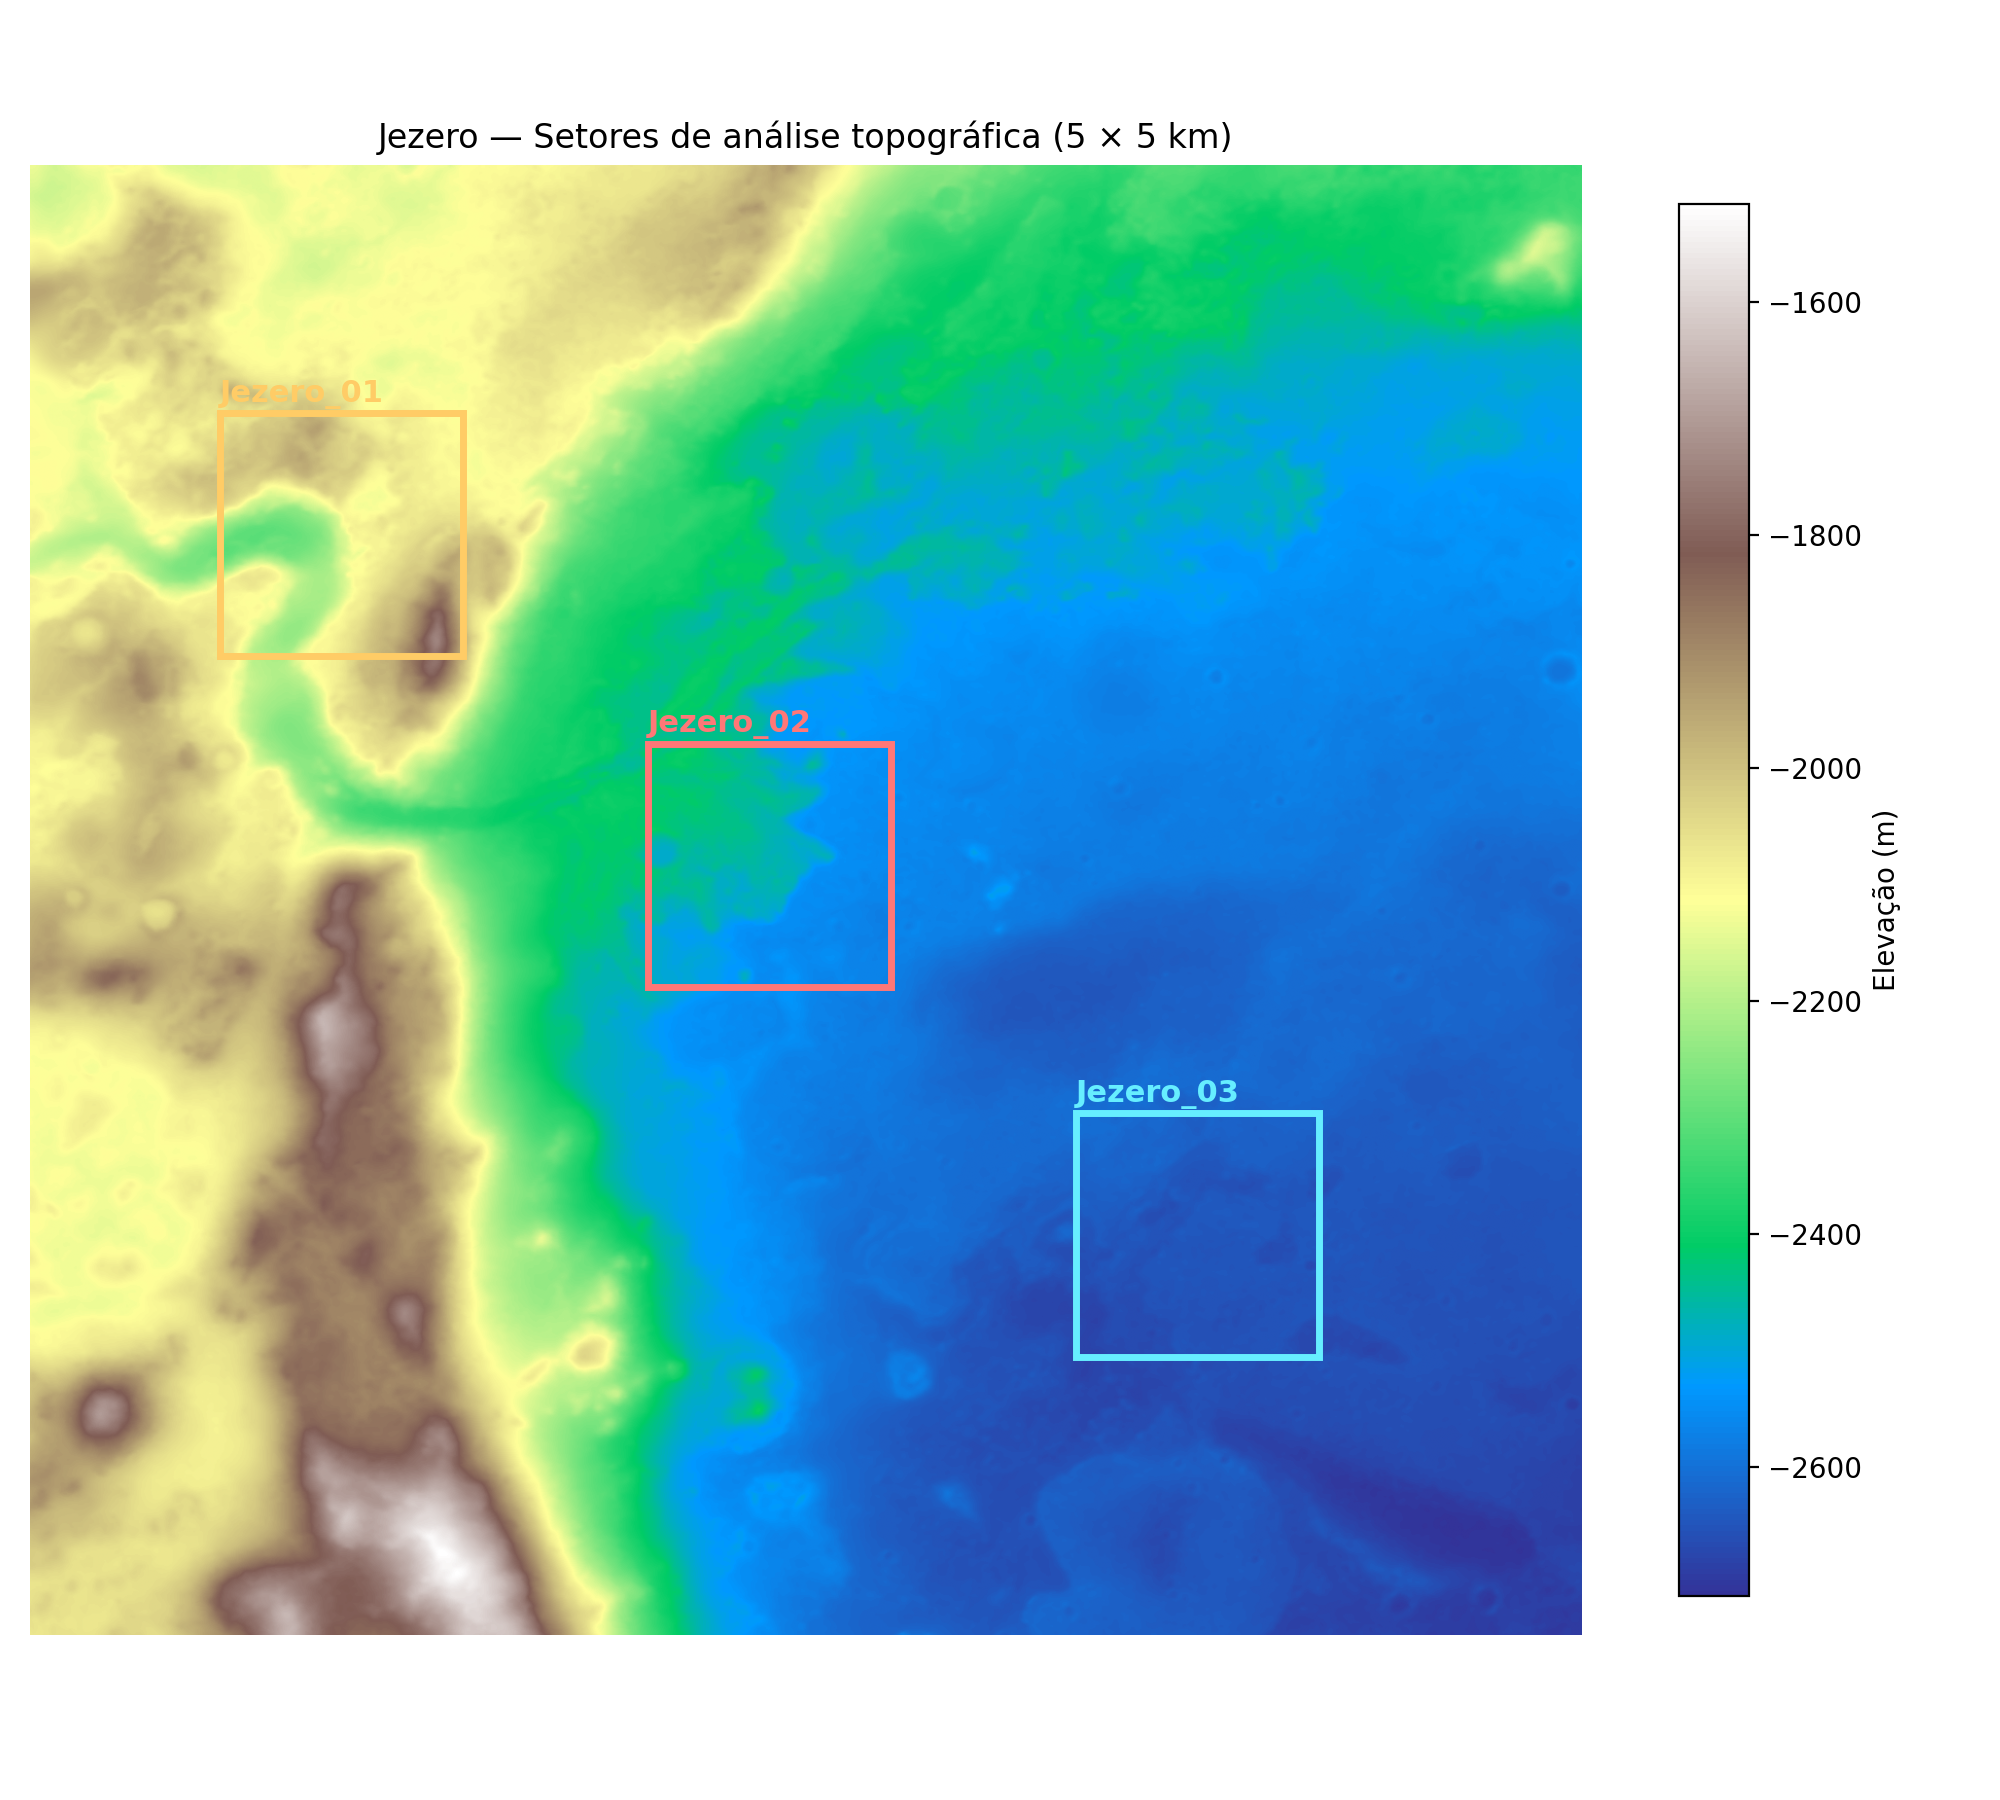 Jezero — Setores de análise topográfica (5 × 5 km)
Jezero_01
Jezero_02
Jezero_03
−1600
−1800
−2000
−2200
−2400
−2600
Elevação (m)